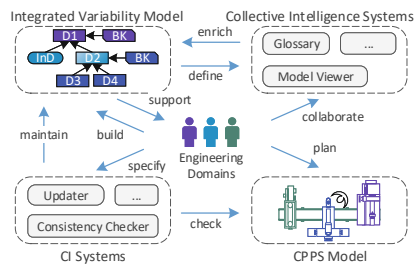 Integrated Variability Model
Collective Intelligence Systems
D1
BK
InD
D2
BK
D3
D4
enrich
define
Glossary
...
Model Viewer
support
maintain
build
collaborate
Engineering
Domains
specify
plan
Updater
...
Consistency Checker
check
CI Systems
CPPS Model